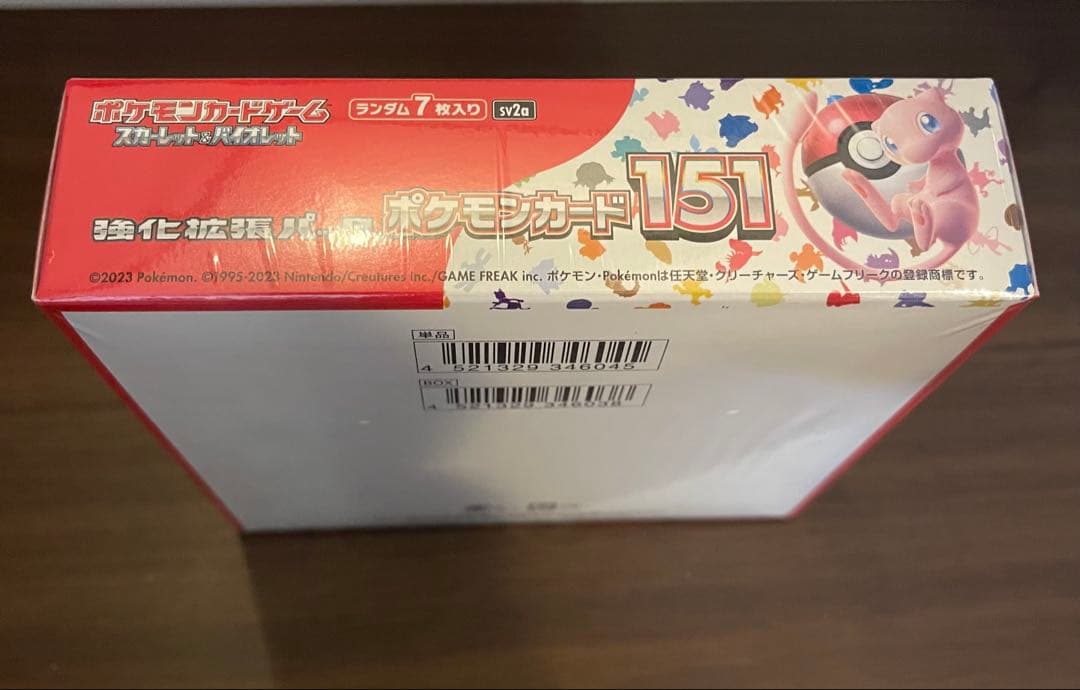 ポケモンカードゲーム
スカーレット&バイオレット
ランダム7枚入り sv2a
強化拡張パック
ポケモンカード151
©2023 Pokémon. ©1995-2023 Nintendo/Creatures Inc./GAME FREAK inc. ポケモン・Pokémonは任天堂・クリーチャーズ・ゲームフリークの登録商標です。
単品
4 521329 346045
BOX
4 521329 346038